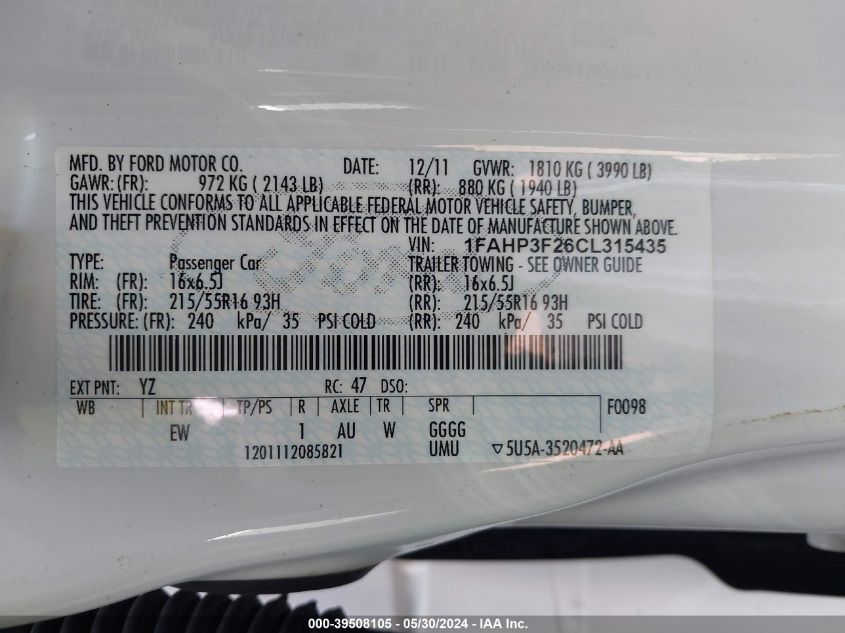 MFD. BY FORD MOTOR CO. DATE: 12/11 GVWR: 1810 KG ( 3990 LB)
GAWR: (FR): 972 KG ( 2143 LB) (RR): 880 KG ( 1940 LB)
THIS VEHICLE CONFORMS TO ALL APPLICABLE FEDERAL MOTOR VEHICLE SAFETY, BUMPER,
AND THEFT PREVENTION STANDARDS IN EFFECT ON THE DATE OF MANUFACTURE SHOWN ABOVE.
VIN: 1FAHP3F26CL315435
TYPE: Passenger Car TRAILER TOWING - SEE OWNER GUIDE
RIM: (FR): 16x6.5J (RR): 16x6.5J
TIRE: (FR): 215/55R16 93H (RR): 215/55R16 93H
PRESSURE: (FR): 240 kPa/ 35 PSI COLD (RR): 240 kPa/ 35 PSI COLD
EXT PNT: YZ RC: 47 DSO:
WB INT TR TP/PS R AXLE TR SPR F0098
EW 1 AU W GGGG
1201112085821 UMU ▽5U5A-3520472-AA
000-39508105 - 05/30/2024 - IAA Inc.